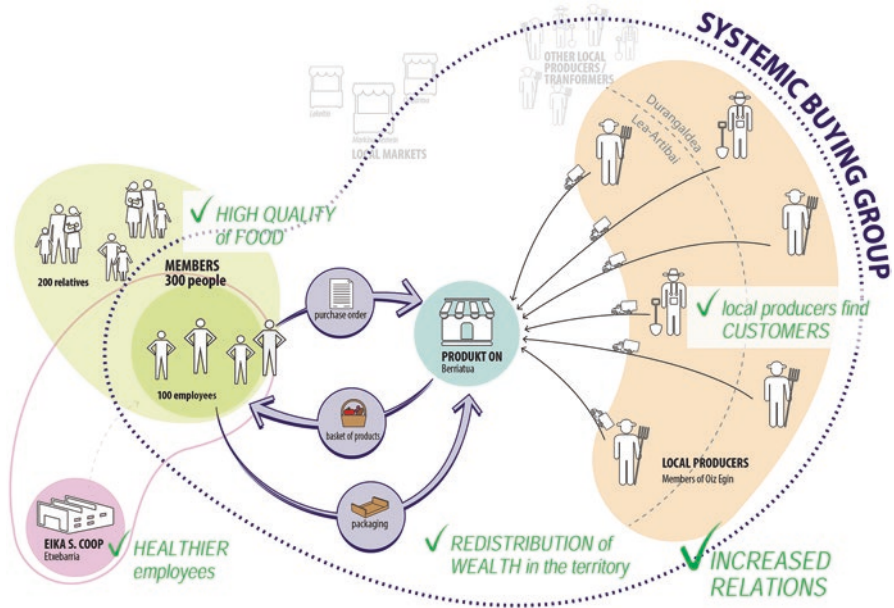 SYSTEMIC BUYING GROUP
OTHER LOCAL
PRODUCERS /
TRANFORMERS
LOCAL MARKETS
Durangaldea
Lea-Artibai
HIGH QUALITY
of FOOD
200 relatives
MEMBERS
300 people
100 employees
purchase order
PRODUKT ON
Berriatua
basket of products
packaging
local producers find
CUSTOMERS
LOCAL PRODUCERS
Members of Oiz Egin
EIKA S. COOP
Etxebarria
HEALTHIER
employees
REDISTRIBUTION of
WEALTH in the territory
INCREASED
RELATIONS